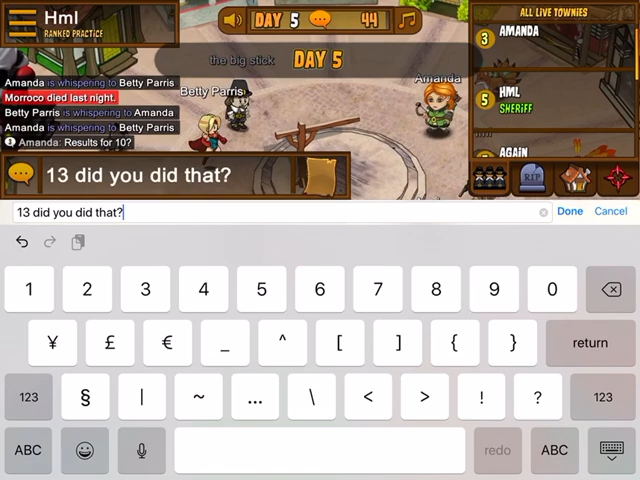 Hml
RANKED PRACTICE
DAY 5
44
ALL LIVE TOWNIES
3
AMANDA
the big stick
DAY 5
Amanda is whispering to Betty Parris
Morroco died last night.
Betty Parris is whispering to Amanda
Amanda is whispering to Betty Parris
Amanda: Results for 10?
Betty Parris
Amanda
5
HML
SHERIFF
AGAIN
RIP
13 did you did that?
13 did you did that?
Done
Cancel
1 2 3 4 5 6 7 8 9 0
¥ £ € _ ^ [ ] { } return
123 § | ~ ... \ < > ! ? 123
ABC redo ABC